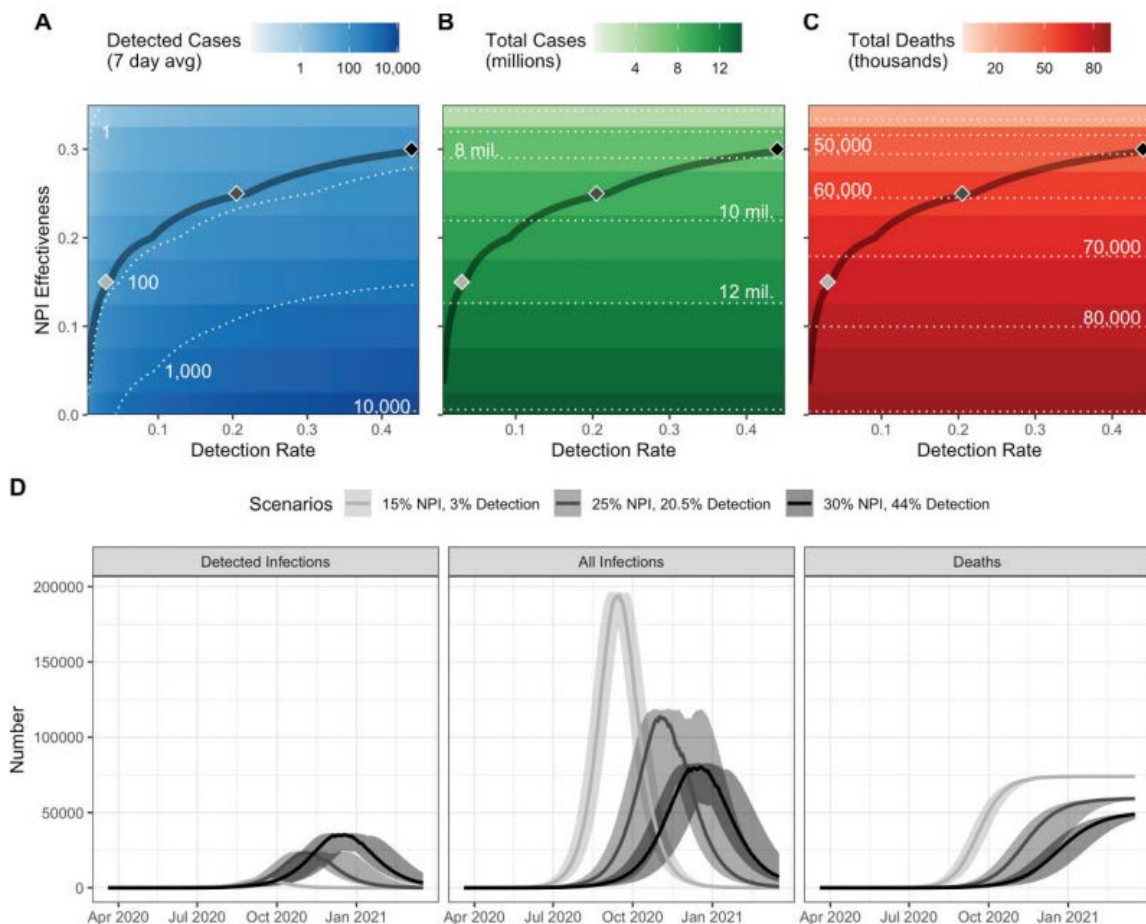 A
Detected Cases
(7 day avg)
1 100 10,000
B
Total Cases
(millions)
4 8 12
C
Total Deaths
(thousands)
20 50 80
NPI Effectiveness
0.3
0.2
0.1
0.0
1
100
1,000
10,000
0.1 0.2 0.3 0.4
Detection Rate
8 mil.
10 mil.
12 mil.
0.1 0.2 0.3 0.4
Detection Rate
50,000
60,000
70,000
80,000
0.1 0.2 0.3 0.4
Detection Rate
D
Scenarios 15% NPI, 3% Detection 25% NPI, 20.5% Detection 30% NPI, 44% Detection
Detected Infections All Infections Deaths
Number
200000
150000
100000
50000
0
Apr 2020 Jul 2020 Oct 2020 Jan 2021 Apr 2020 Jul 2020 Oct 2020 Jan 2021 Apr 2020 Jul 2020 Oct 2020 Jan 2021